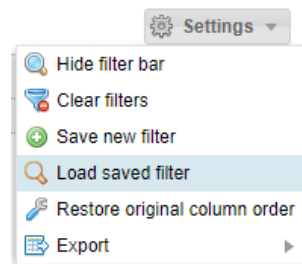 Settings
Hide filter bar
Clear filters
Save new filter
Load saved filter
Restore original column order
Export